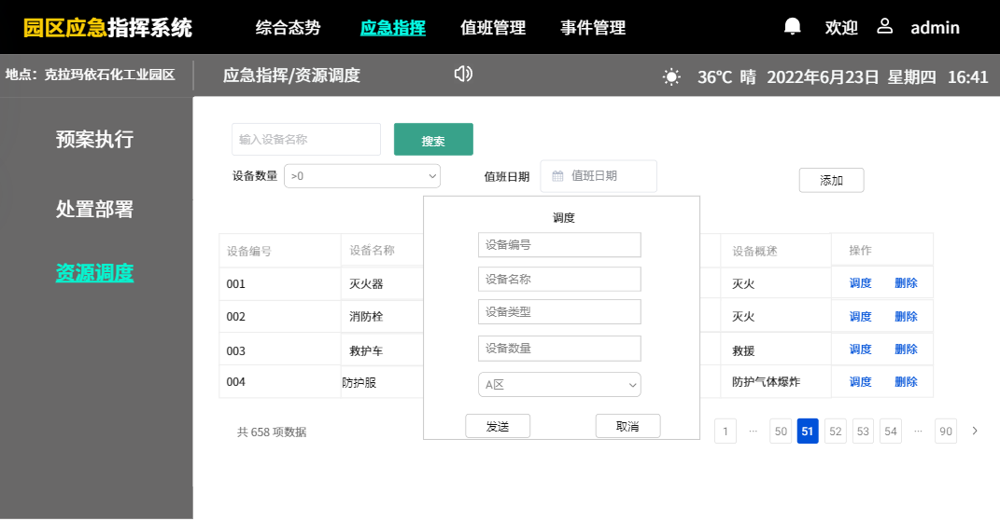 园区应急指挥系统 综合态势 应急指挥 值班管理 事件管理 欢迎 admin
地点：克拉玛依石化工业园区 应急指挥/资源调度 36℃ 晴 2022年6月23日 星期四 16:41
预案执行
处置部署
资源调度
输入设备名称 搜索
设备数量 >0 值班日期 值班日期 添加
调度
设备编号
设备名称
设备类型
设备数量
A区
发送 取消
设备编号 设备名称 设备概述 操作
001 灭火器 灭火 调度 删除
002 消防栓 灭火 调度 删除
003 救护车 救援 调度 删除
004 防护服 防护气体爆炸 调度 删除
共 658 项数据 1 ··· 50 51 52 53 54 ··· 90